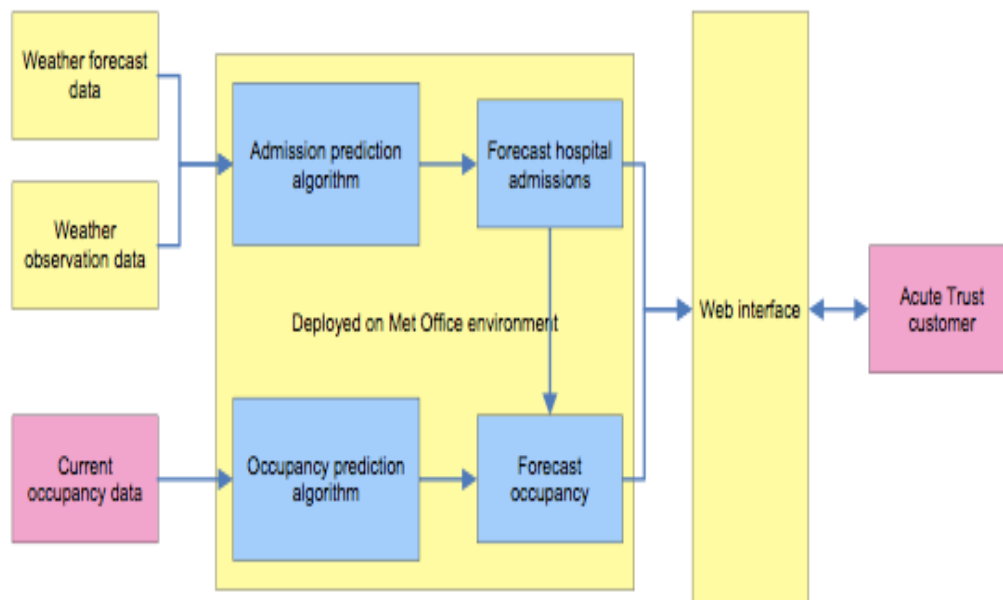 Weather forecast
data
Weather
observation data
Current
occupancy data
Admission prediction
algorithm
Forecast hospital
admissions
Deployed on Met Office environment
Occupancy prediction
algorithm
Forecast
occupancy
Web interface
Acute Trust
customer